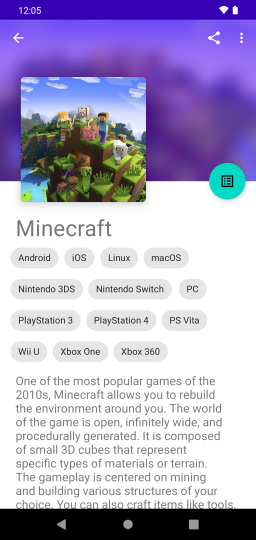 12:05
Minecraft
Android iOS Linux macOS
Nintendo 3DS Nintendo Switch PC
PlayStation 3 PlayStation 4 PS Vita
Wii U Xbox One Xbox 360
One of the most popular games of the
2010s, Minecraft allows you to rebuild
the environment around you. The world
of the game is open, infinitely wide, and
procedurally generated. It is composed
of small 3D cubes that represent
specific types of materials or terrain.
The gameplay is centered on mining
and building various structures of your
choice. You can also craft items like tools,